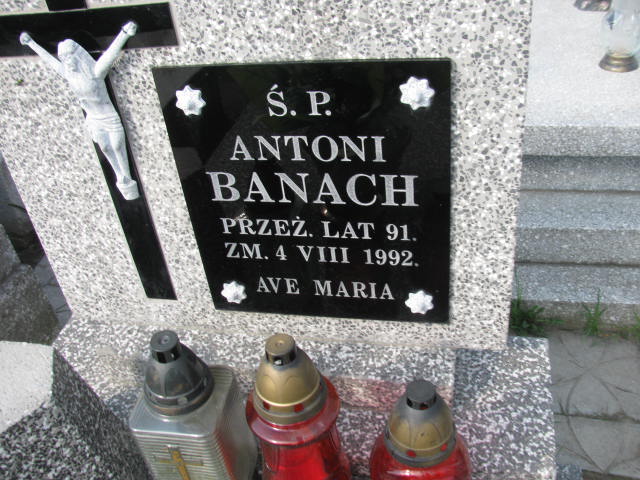 Ś. P.
ANTONI
BANACH
PRZEŻ. LAT 91.
ZM. 4 VIII 1992.
AVE MARIA